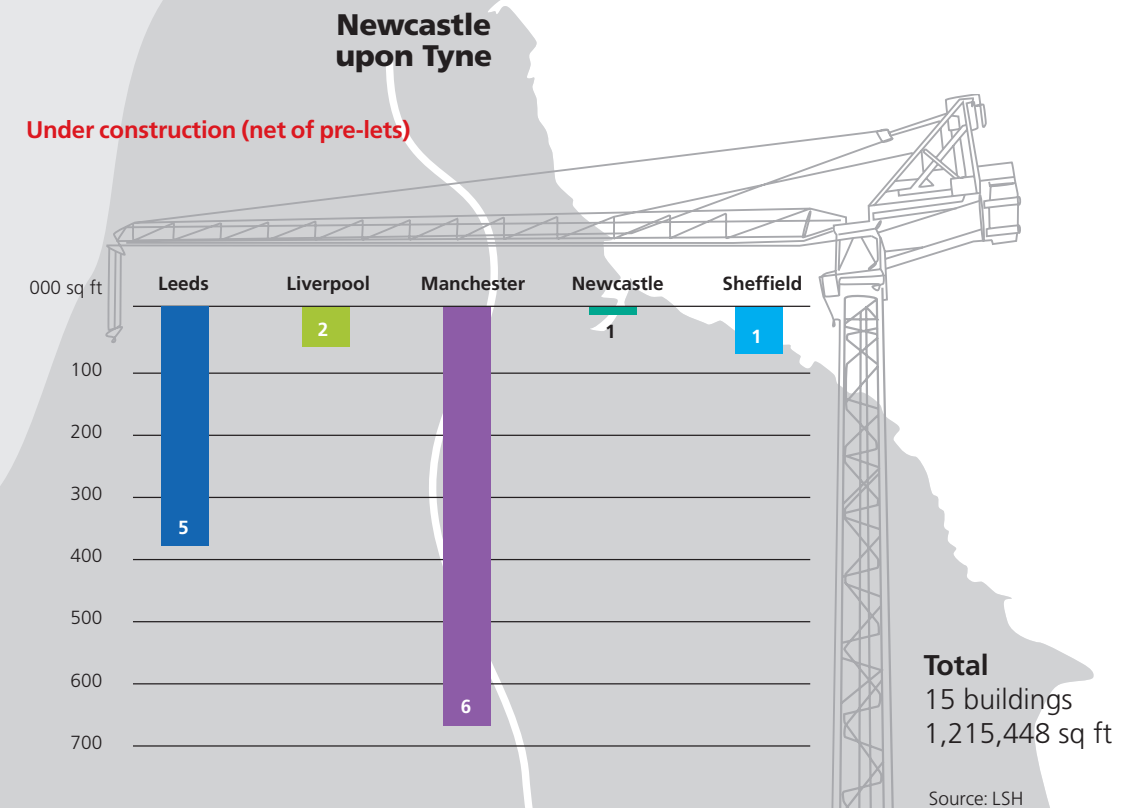 Newcastle
upon Tyne
Under construction (net of pre-lets)
000 sq ft
Leeds
Liverpool
Manchester
Newcastle
Sheffield
2
1
1
100
200
300
5
400
500
600
6
700
Total
15 buildings
1,215,448 sq ft
Source: LSH